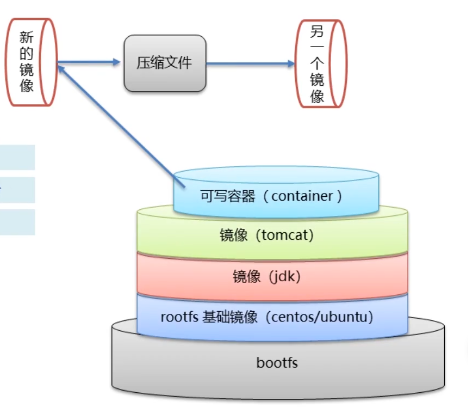 新的镜像
压缩文件
另一个镜像
可写容器（container）
镜像（tomcat）
镜像（jdk）
rootfs 基础镜像（centos/ubuntu）
bootfs